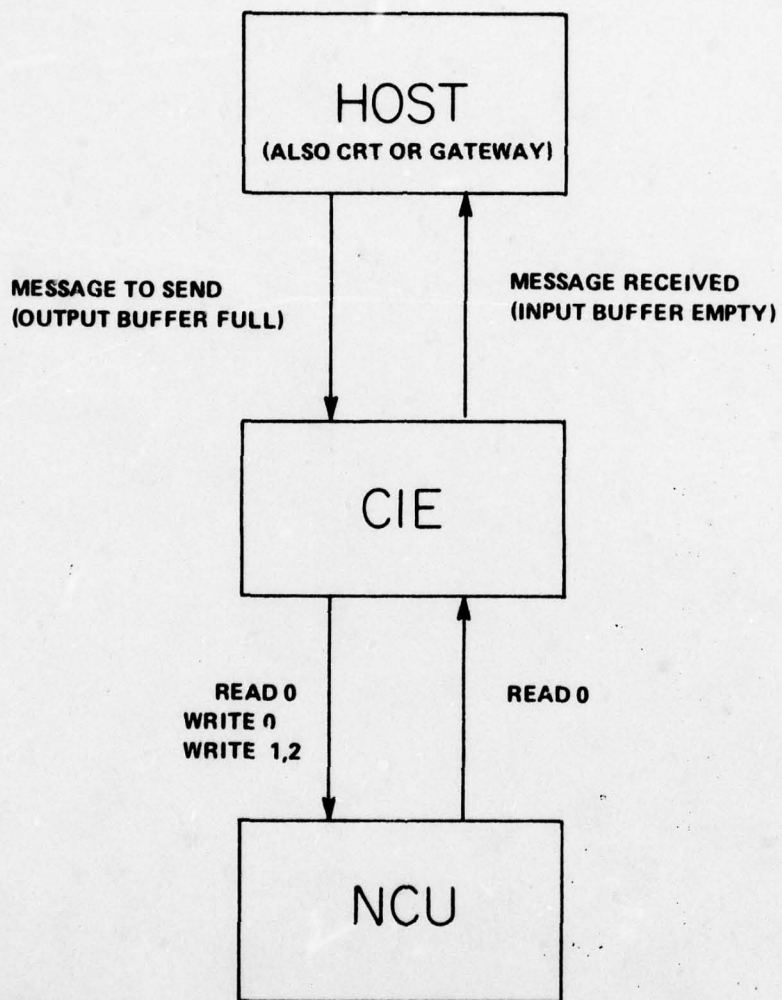 HOST
(ALSO CRT OR GATEWAY)
MESSAGE TO SEND
(OUTPUT BUFFER FULL)
MESSAGE RECEIVED
(INPUT BUFFER EMPTY)
CIE
READ 0
WRITE 0
WRITE 1,2
READ 0
NCU